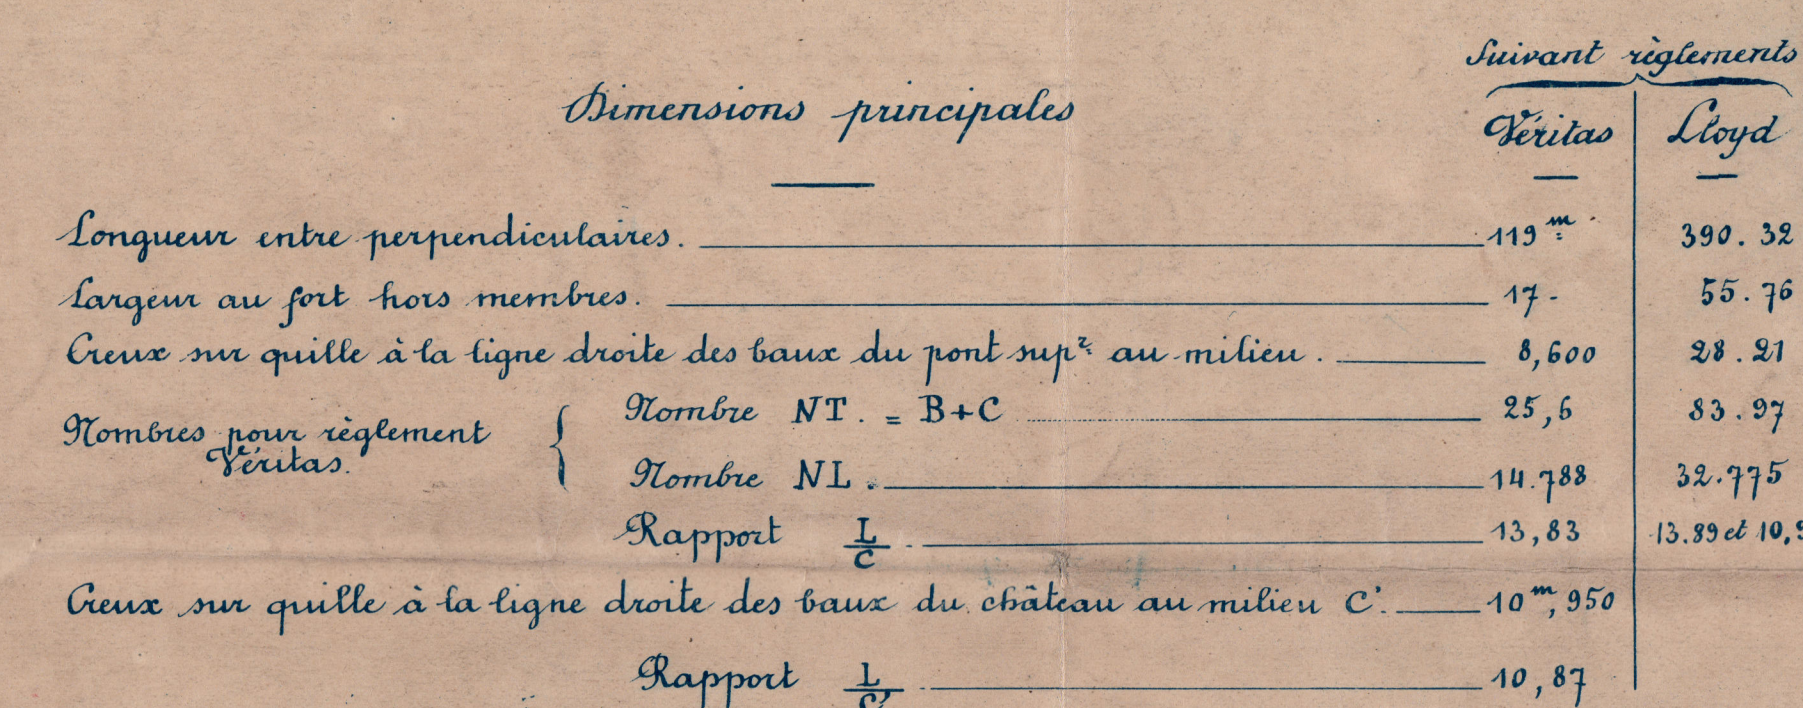 Suivant règlements
Dimensions principales Véritas Lloyd
Longueur entre perpendiculaires. 119 m 390.32
Largeur au fort hors membres. 17 - 55.76
Creux sur quille à la ligne droite des baux du pont supr au milieu. 8,600 28.21
Nombres pour règlement
Véritas. { Nombre NT. = B+C 25,6 83.97
Nombre NL. 14.788 32.775
Rapport L/C 13,83 13.89 et 10,9
Creux sur quille à la ligne droite des baux du château au milieu C'. 10m,950
Rapport L/C' 10,87